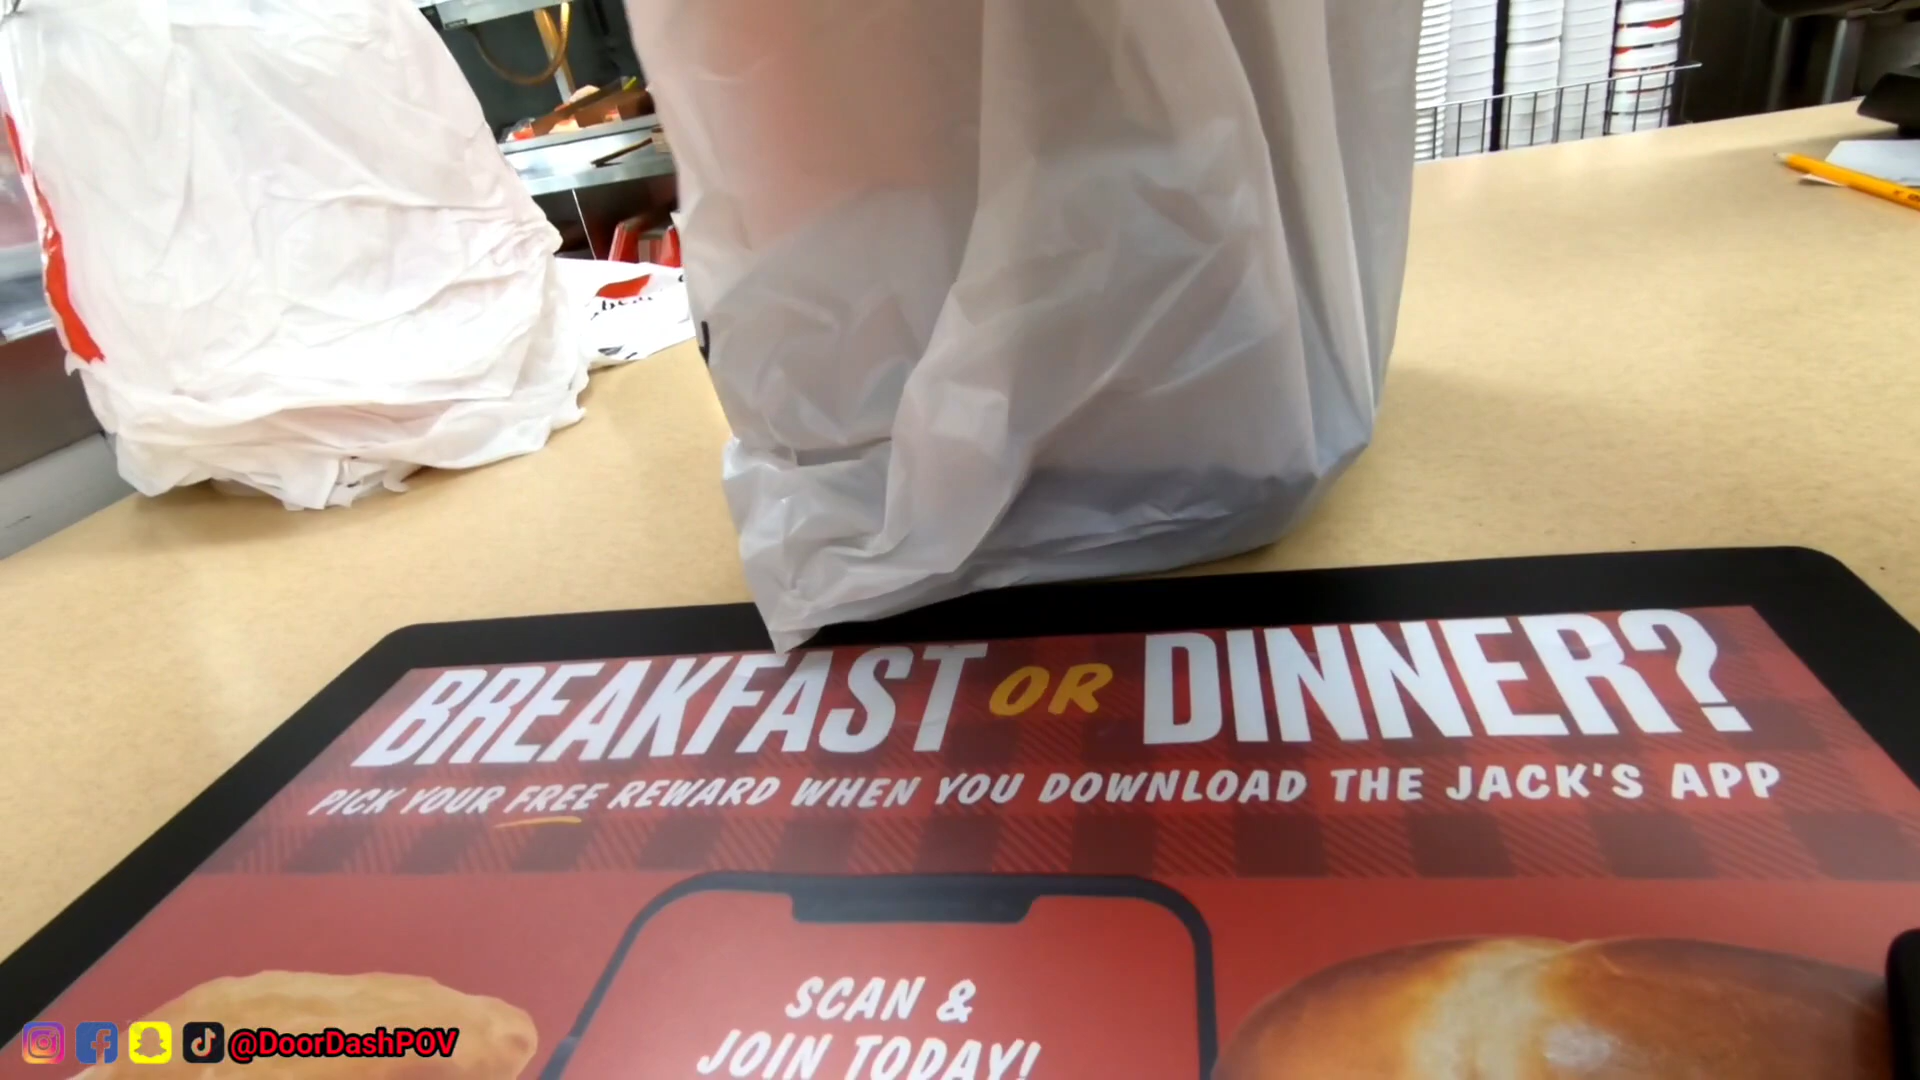 BREAKFAST OR DINNER?
PICK YOUR FREE REWARD WHEN YOU DOWNLOAD THE JACK'S APP
SCAN &
JOIN TODAY!
@DoorDashPOV